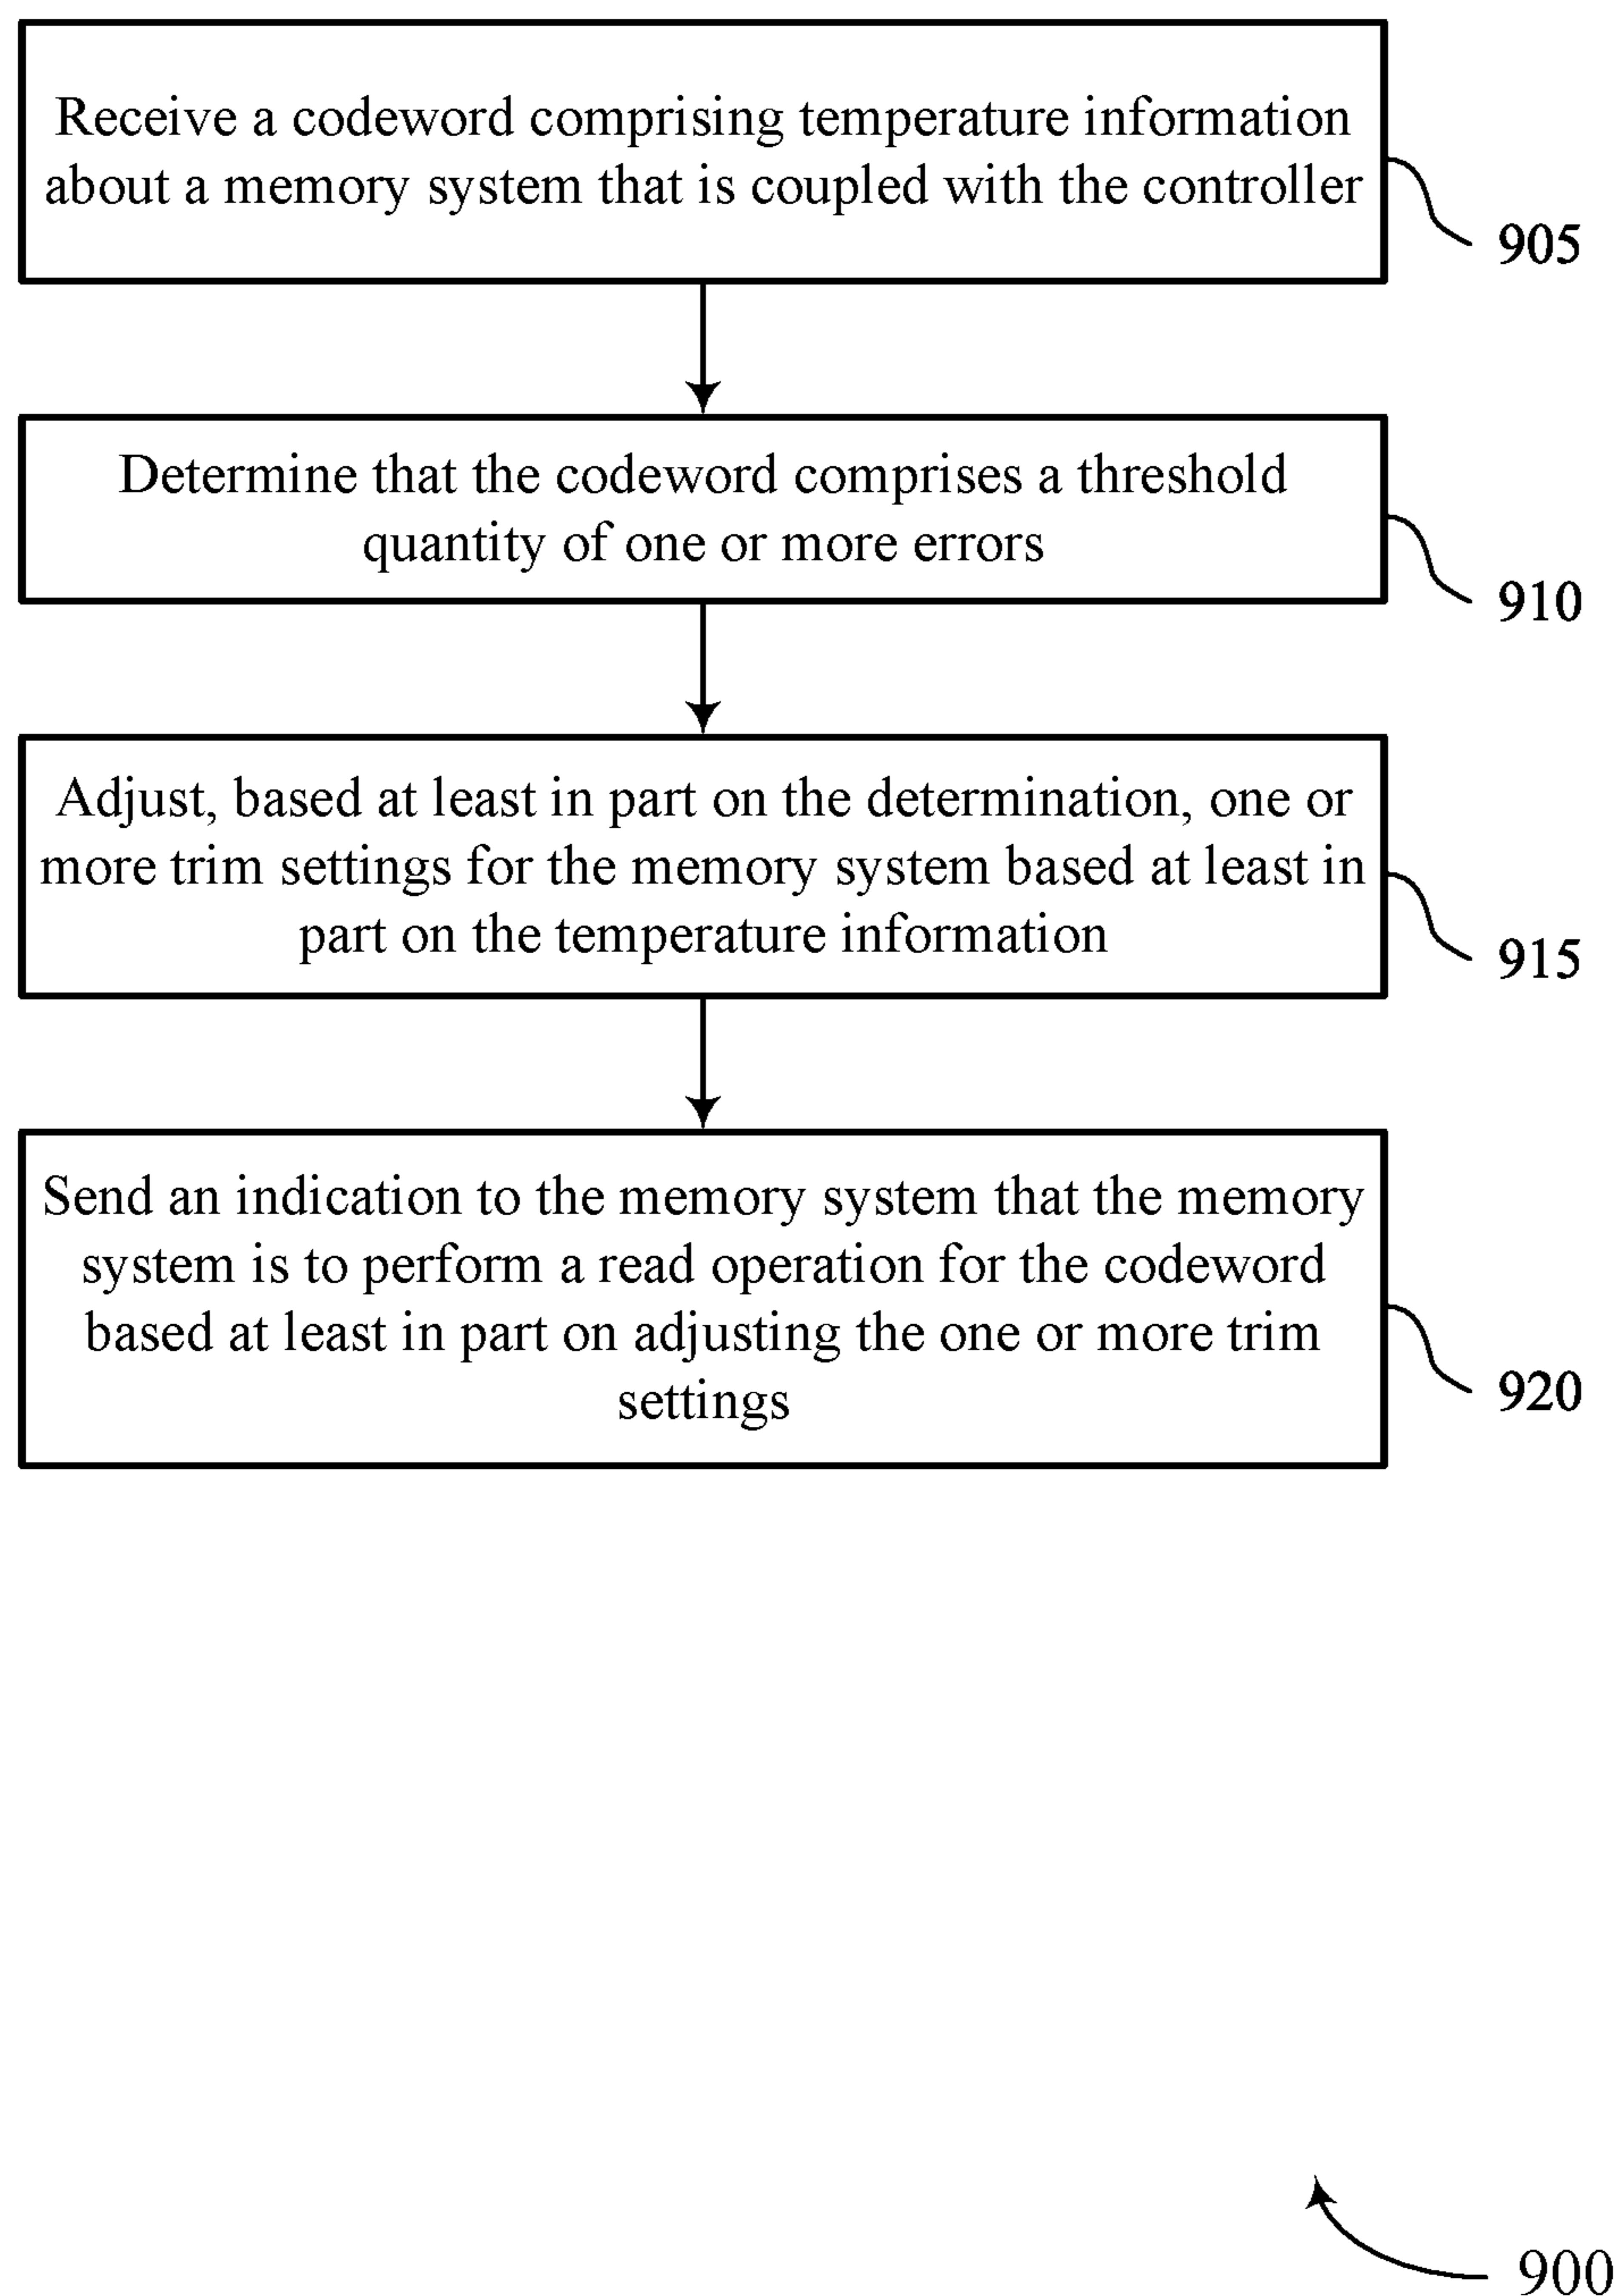 Receive a codeword comprising temperature information
about a memory system that is coupled with the controller
905
Determine that the codeword comprises a threshold
quantity of one or more errors
910
Adjust, based at least in part on the determination, one or
more trim settings for the memory system based at least in
part on the temperature information
915
Send an indication to the memory system that the memory
system is to perform a read operation for the codeword
based at least in part on adjusting the one or more trim
settings
920
900